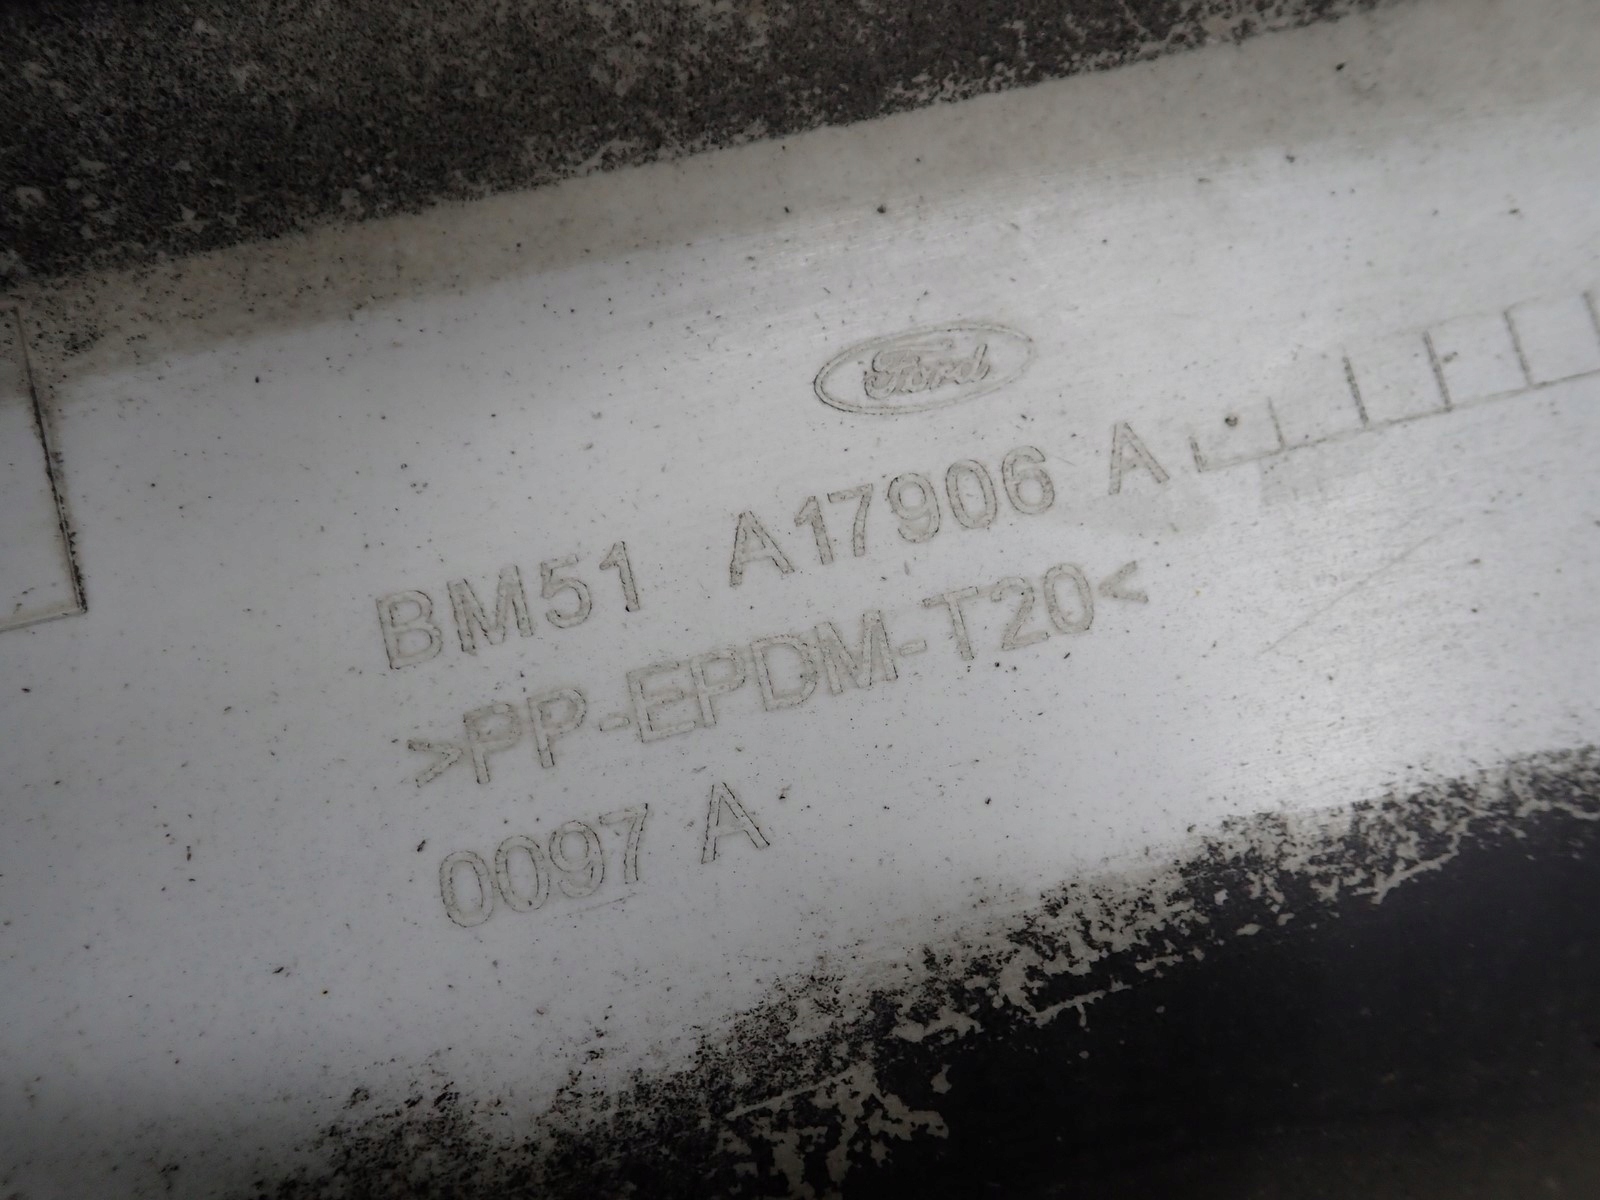 Ford
BM51 A17906 A
>PP-EPDM-T20<
0097 A